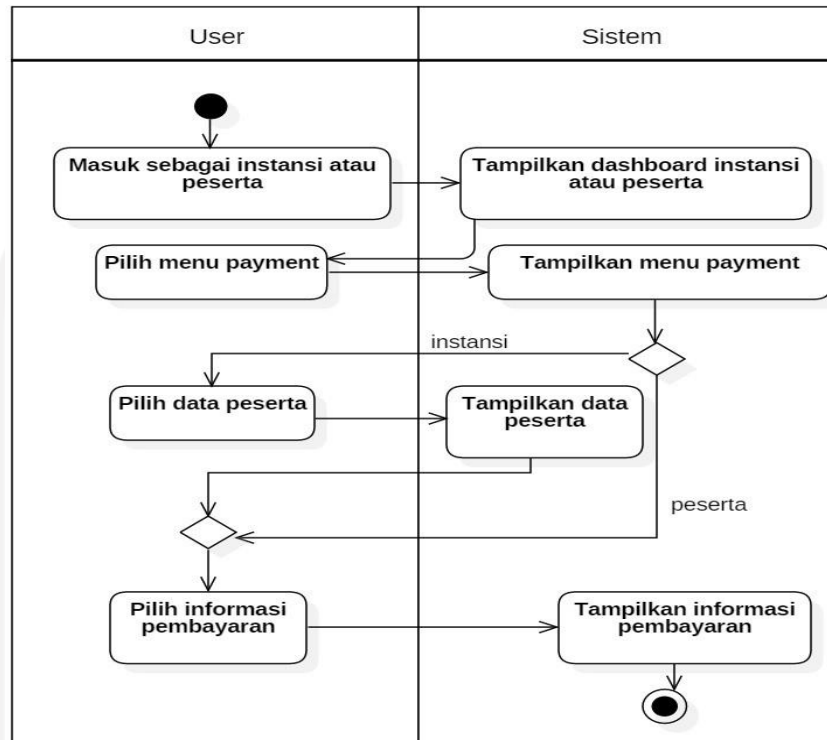 User
Sistem
Masuk sebagai instansi atau
peserta
Tampilkan dashboard instansi
atau peserta
Pilih menu payment
Tampilkan menu payment
instansi
Pilih data peserta
Tampilkan data
peserta
peserta
Pilih informasi
pembayaran
Tampilkan informasi
pembayaran